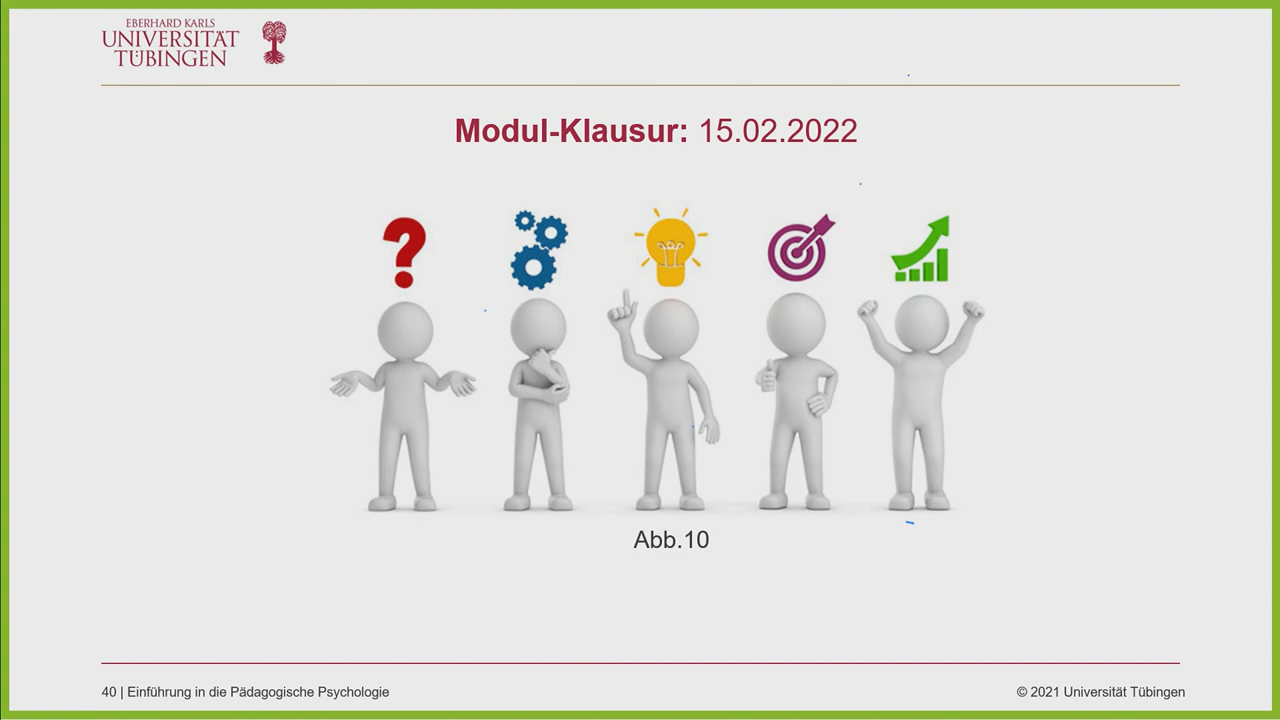 EBERHARD KARLS
UNIVERSITÄT
TÜBINGEN
Modul-Klausur: 15.02.2022
?
Abb.10
40 | Einführung in die Pädagogische Psychologie
© 2021 Universität Tübingen